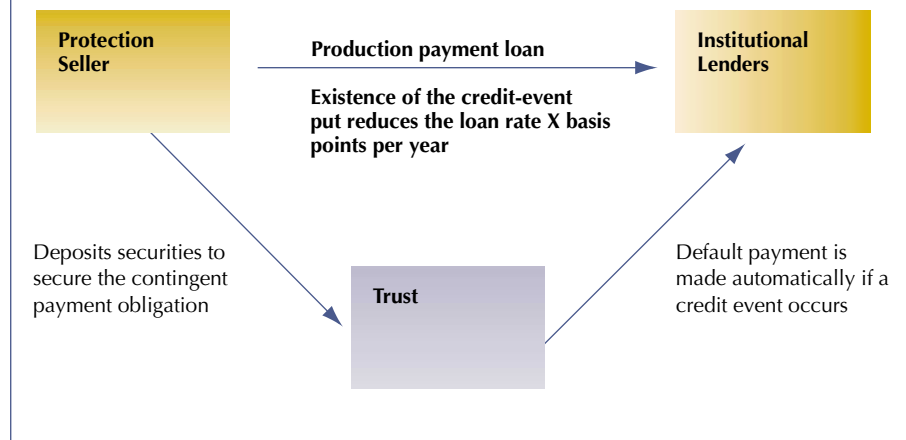 Protection
Seller
Production payment loan
Existence of the credit-event
put reduces the loan rate X basis
points per year
Institutional
Lenders
Deposits securities to
secure the contingent
payment obligation
Trust
Default payment is
made automatically if a
credit event occurs